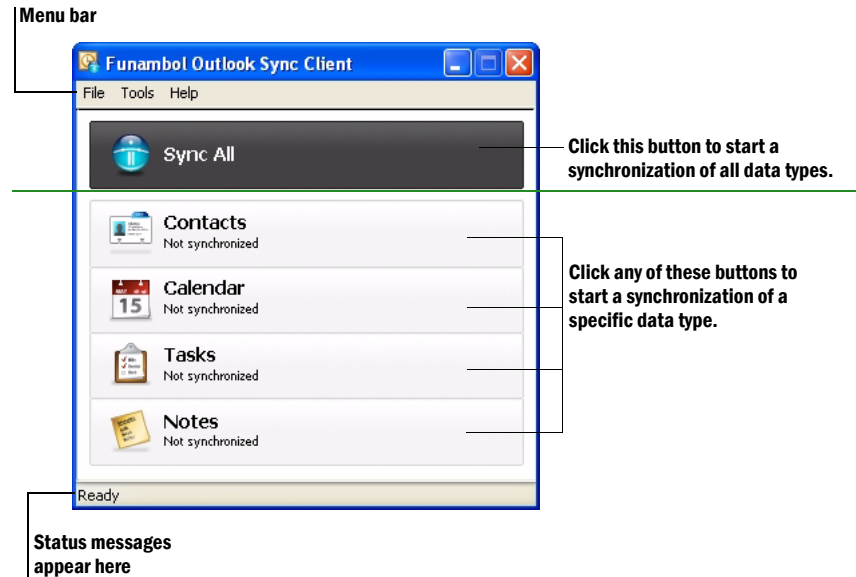 Menu bar
Funambol Outlook Sync Client
File Tools Help
Sync All
Click this button to start a
synchronization of all data types.
Contacts
Not synchronized
Calendar
Not synchronized
15
Click any of these buttons to
start a synchronization of a
specific data type.
Tasks
Not synchronized
Notes
Not synchronized
Ready
Status messages
appear here